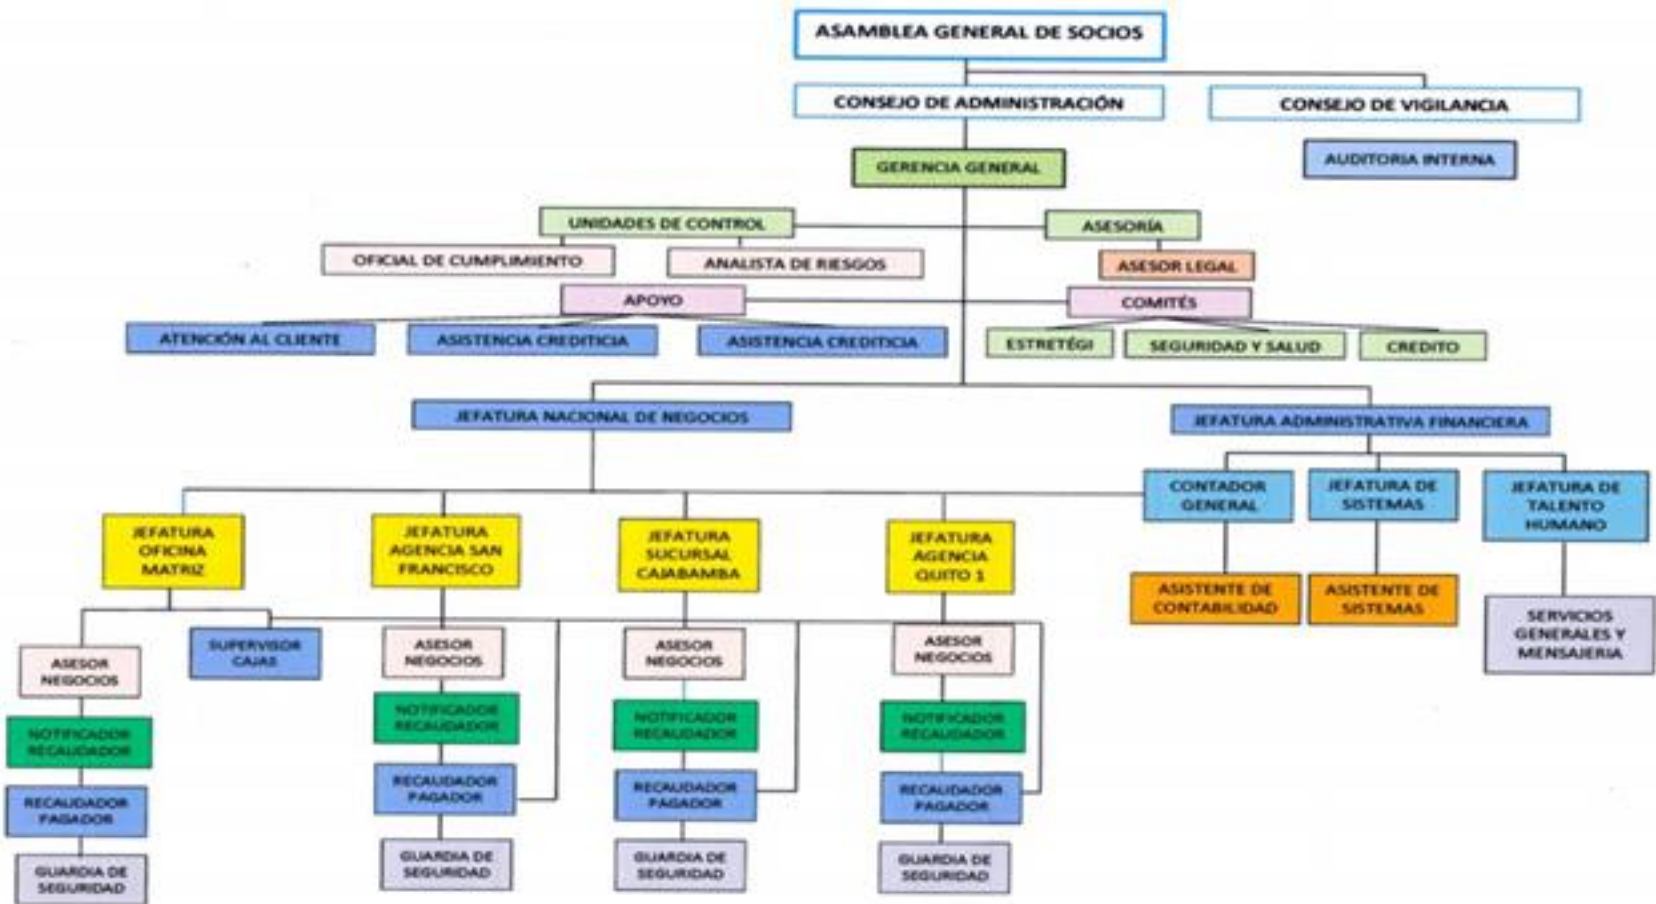 ASAMBLEA GENERAL DE SOCIOS
CONSEJO DE ADMINISTRACIÓN
CONSEJO DE VIGILANCIA
GERENCIA GENERAL
AUDITORIA INTERNA
UNIDADES DE CONTROL
ASESORÍA
OFICIAL DE CUMPLIMIENTO
ANALISTA DE RIESGOS
ASESOR LEGAL
APOYO
COMITÉS
ATENCIÓN AL CLIENTE
ASISTENCIA CREDITICIA
ASISTENCIA CREDITICIA
ESTRETÉGI
SEGURIDAD Y SALUD
CREDITO
JEFATURA NACIONAL DE NEGOCIOS
JEFATURA ADMINISTRATIVA FINANCIERA
CONTADOR
GENERAL
JEFATURA DE
SISTEMAS
JEFATURA DE
TALENTO
HUMANO
JEFATURA
OFICINA
MATRIZ
JEFATURA
AGENCIA SAN
FRANCISCO
JEFATURA
SUCURSAL
CAJABAMBA
JEFATURA
AGENCIA
QUITO 1
ASISTENTE DE
CONTABILIDAD
ASISTENTE DE
SISTEMAS
SERVICIOS
GENERALES Y
MENSAJERIA
ASESOR
NEGOCIOS
SUPERVISOR
CAJAS
ASESOR
NEGOCIOS
ASESOR
NEGOCIOS
ASESOR
NEGOCIOS
NOTIFICADOR
RECAUDADOR
NOTIFICADOR
RECAUDADOR
NOTIFICADOR
RECAUDADOR
NOTIFICADOR
RECAUDADOR
RECAUDADOR
PAGADOR
RECAUDADOR
PAGADOR
RECAUDADOR
PAGADOR
RECAUDADOR
PAGADOR
GUARDIA DE
SEGURIDAD
GUARDIA DE
SEGURIDAD
GUARDIA DE
SEGURIDAD
GUARDIA DE
SEGURIDAD